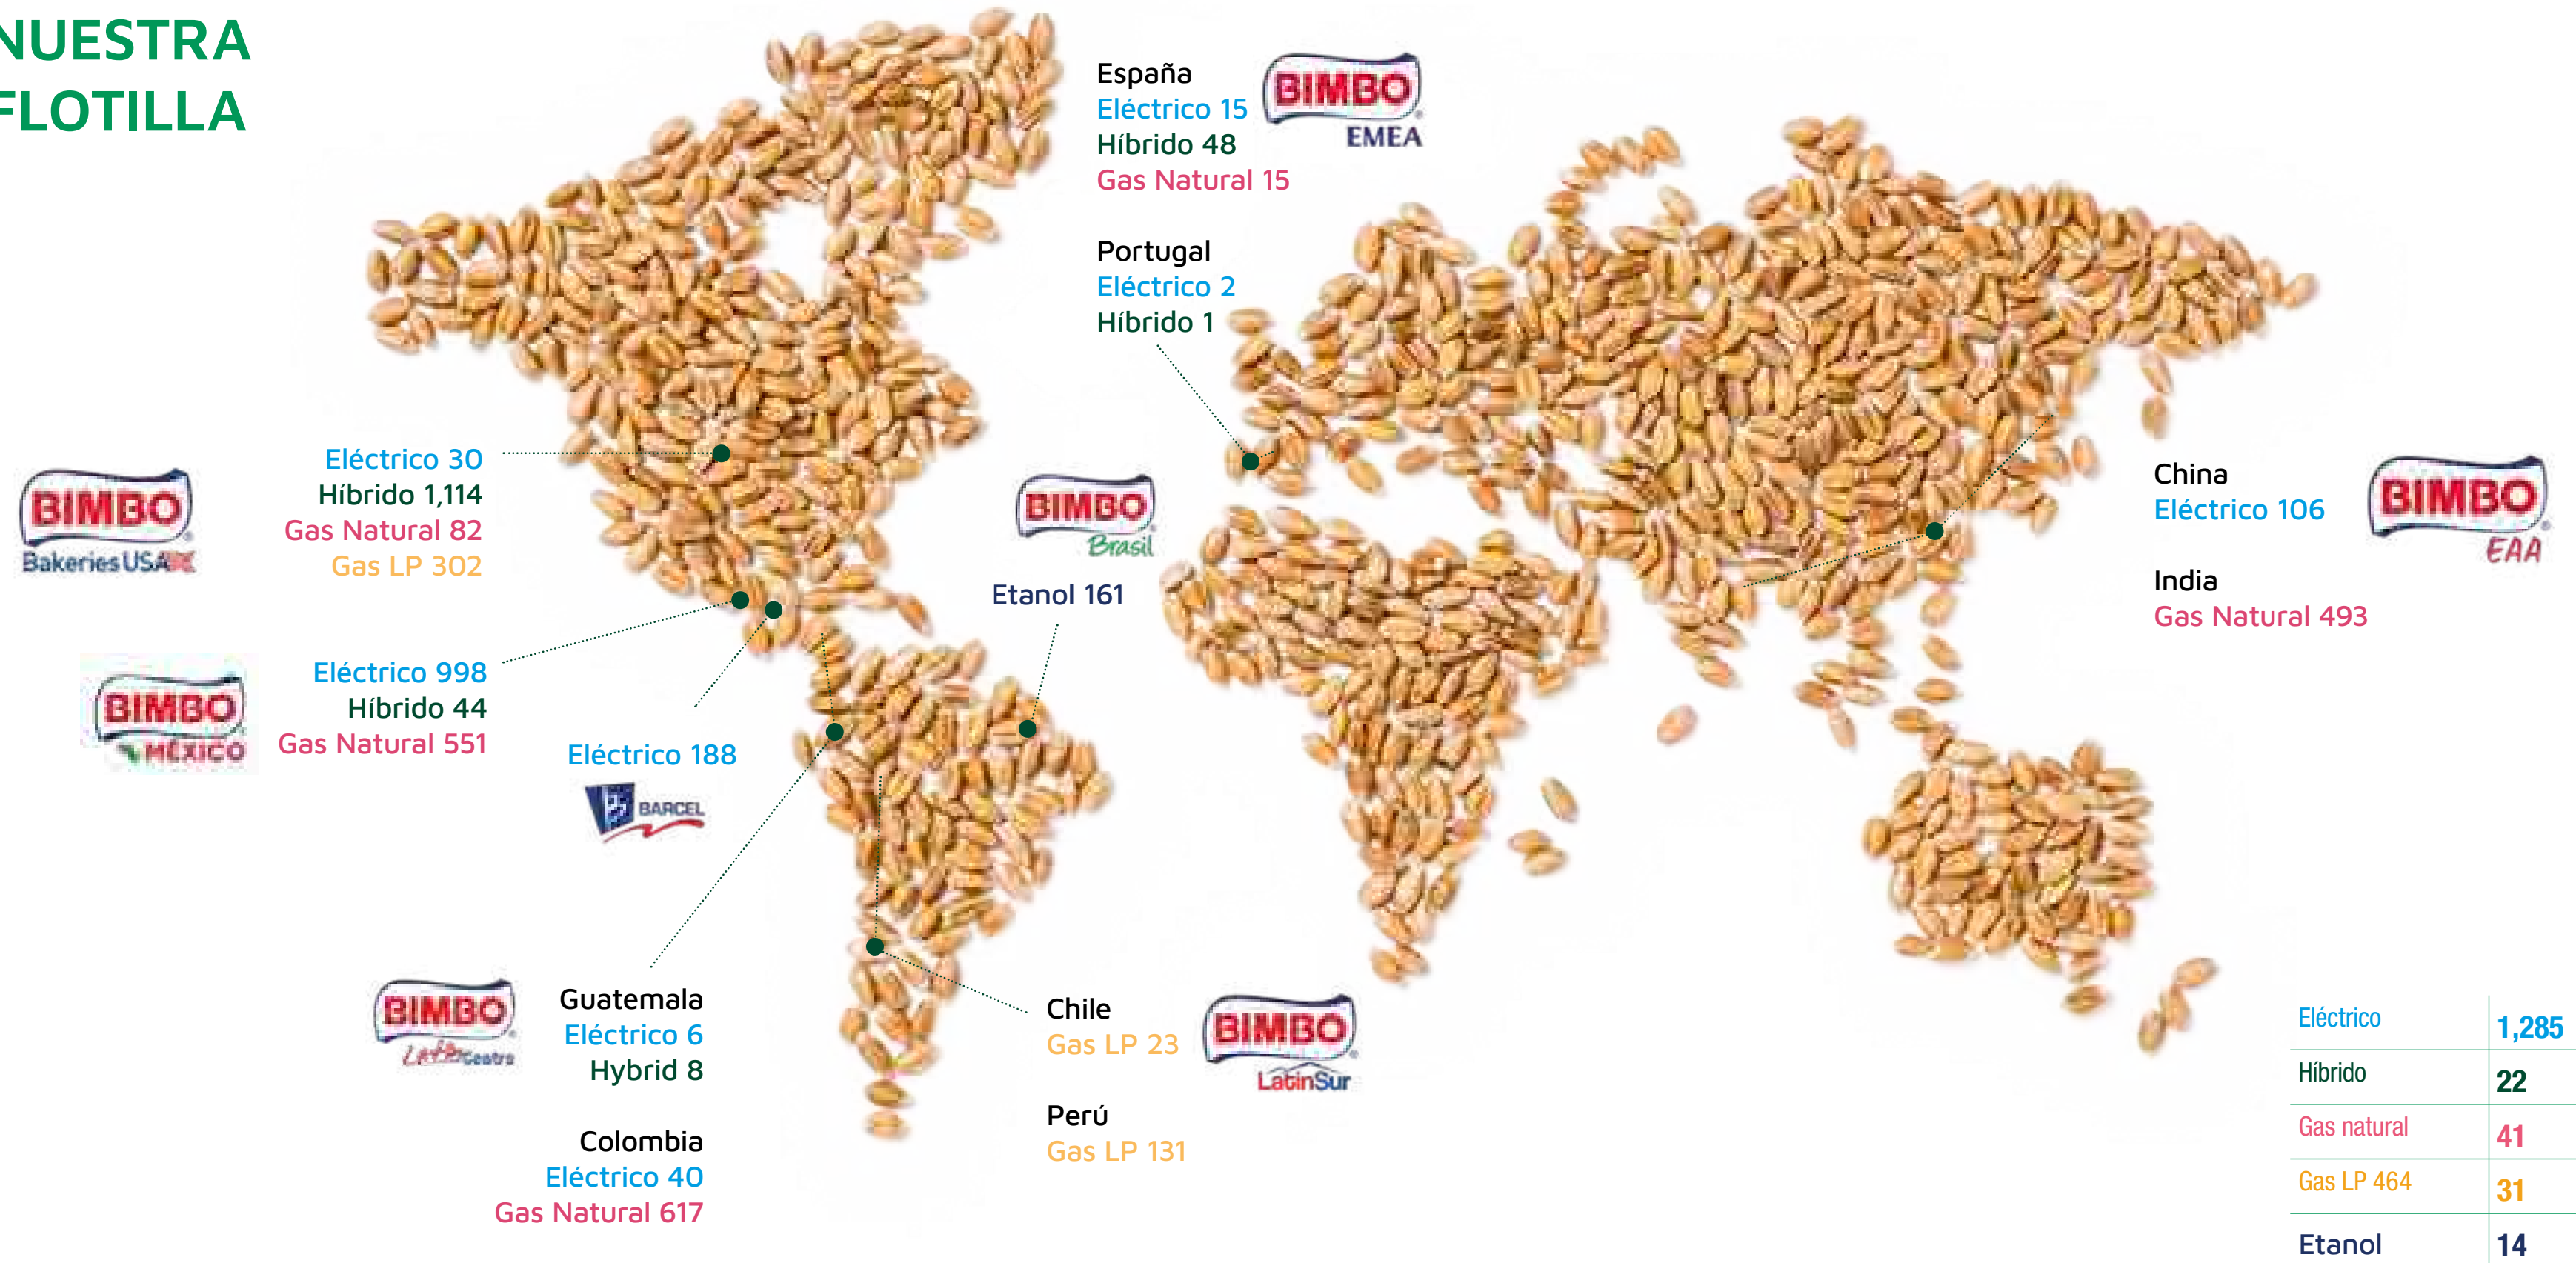 NUESTRA
FLOTILLA
España
Eléctrico 15
Híbrido 48
Gas Natural 15
BIMBO
EMEA
Portugal
Eléctrico 2
Híbrido 1
BIMBO
Bakeries USA
Eléctrico 30
Híbrido 1,114
Gas Natural 82
Gas LP 302
BIMBO
Brasil
Etanol 161
China
Eléctrico 106
India
Gas Natural 493
BIMBO
EAA
BIMBO
MÉXICO
Eléctrico 998
Híbrido 44
Gas Natural 551
Eléctrico 188
BARCEL
BIMBO
Latin Centro
Guatemala
Eléctrico 6
Hybrid 8
Colombia
Eléctrico 40
Gas Natural 617
Chile
Gas LP 23
Perú
Gas LP 131
BIMBO
LatinSur
Eléctrico 1,285
Híbrido 22
Gas natural 41
Gas LP 464 31
Etanol 14